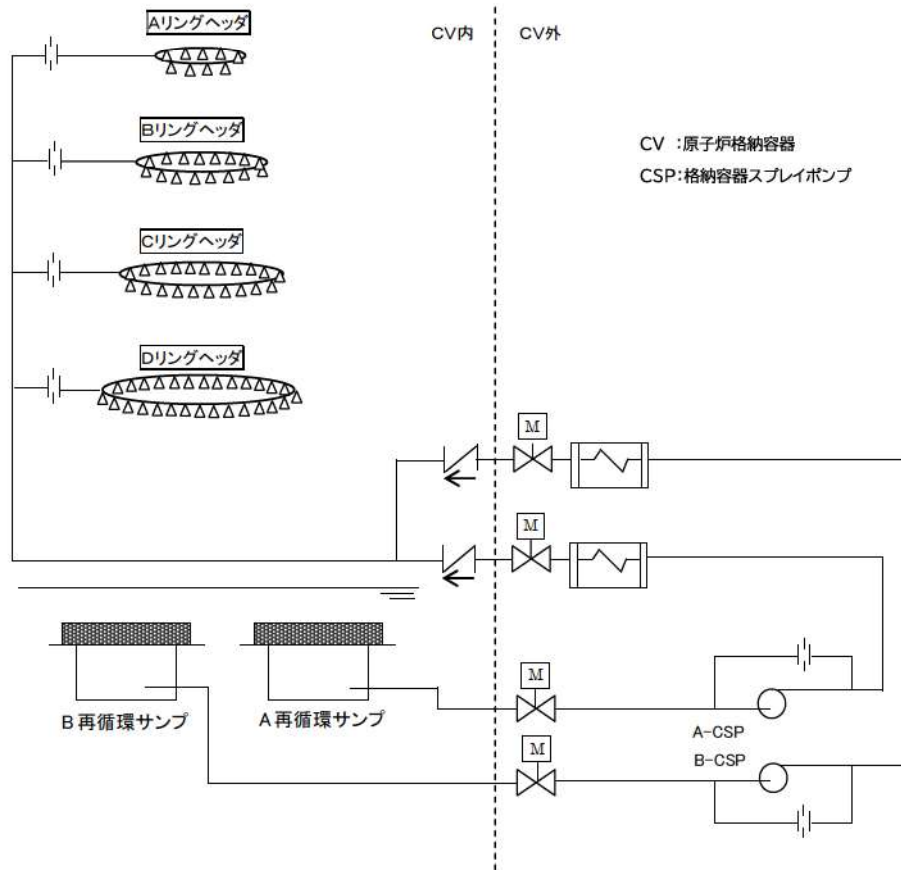 Aリングヘッダ
CV内
CV外
Bリングヘッダ
CV :原子炉格納容器
CSP:格納容器スプレイポンプ
Cリングヘッダ
Dリングヘッダ
M
M
M
B再循環サンプ
A再循環サンプ
A-CSP
M
B-CSP